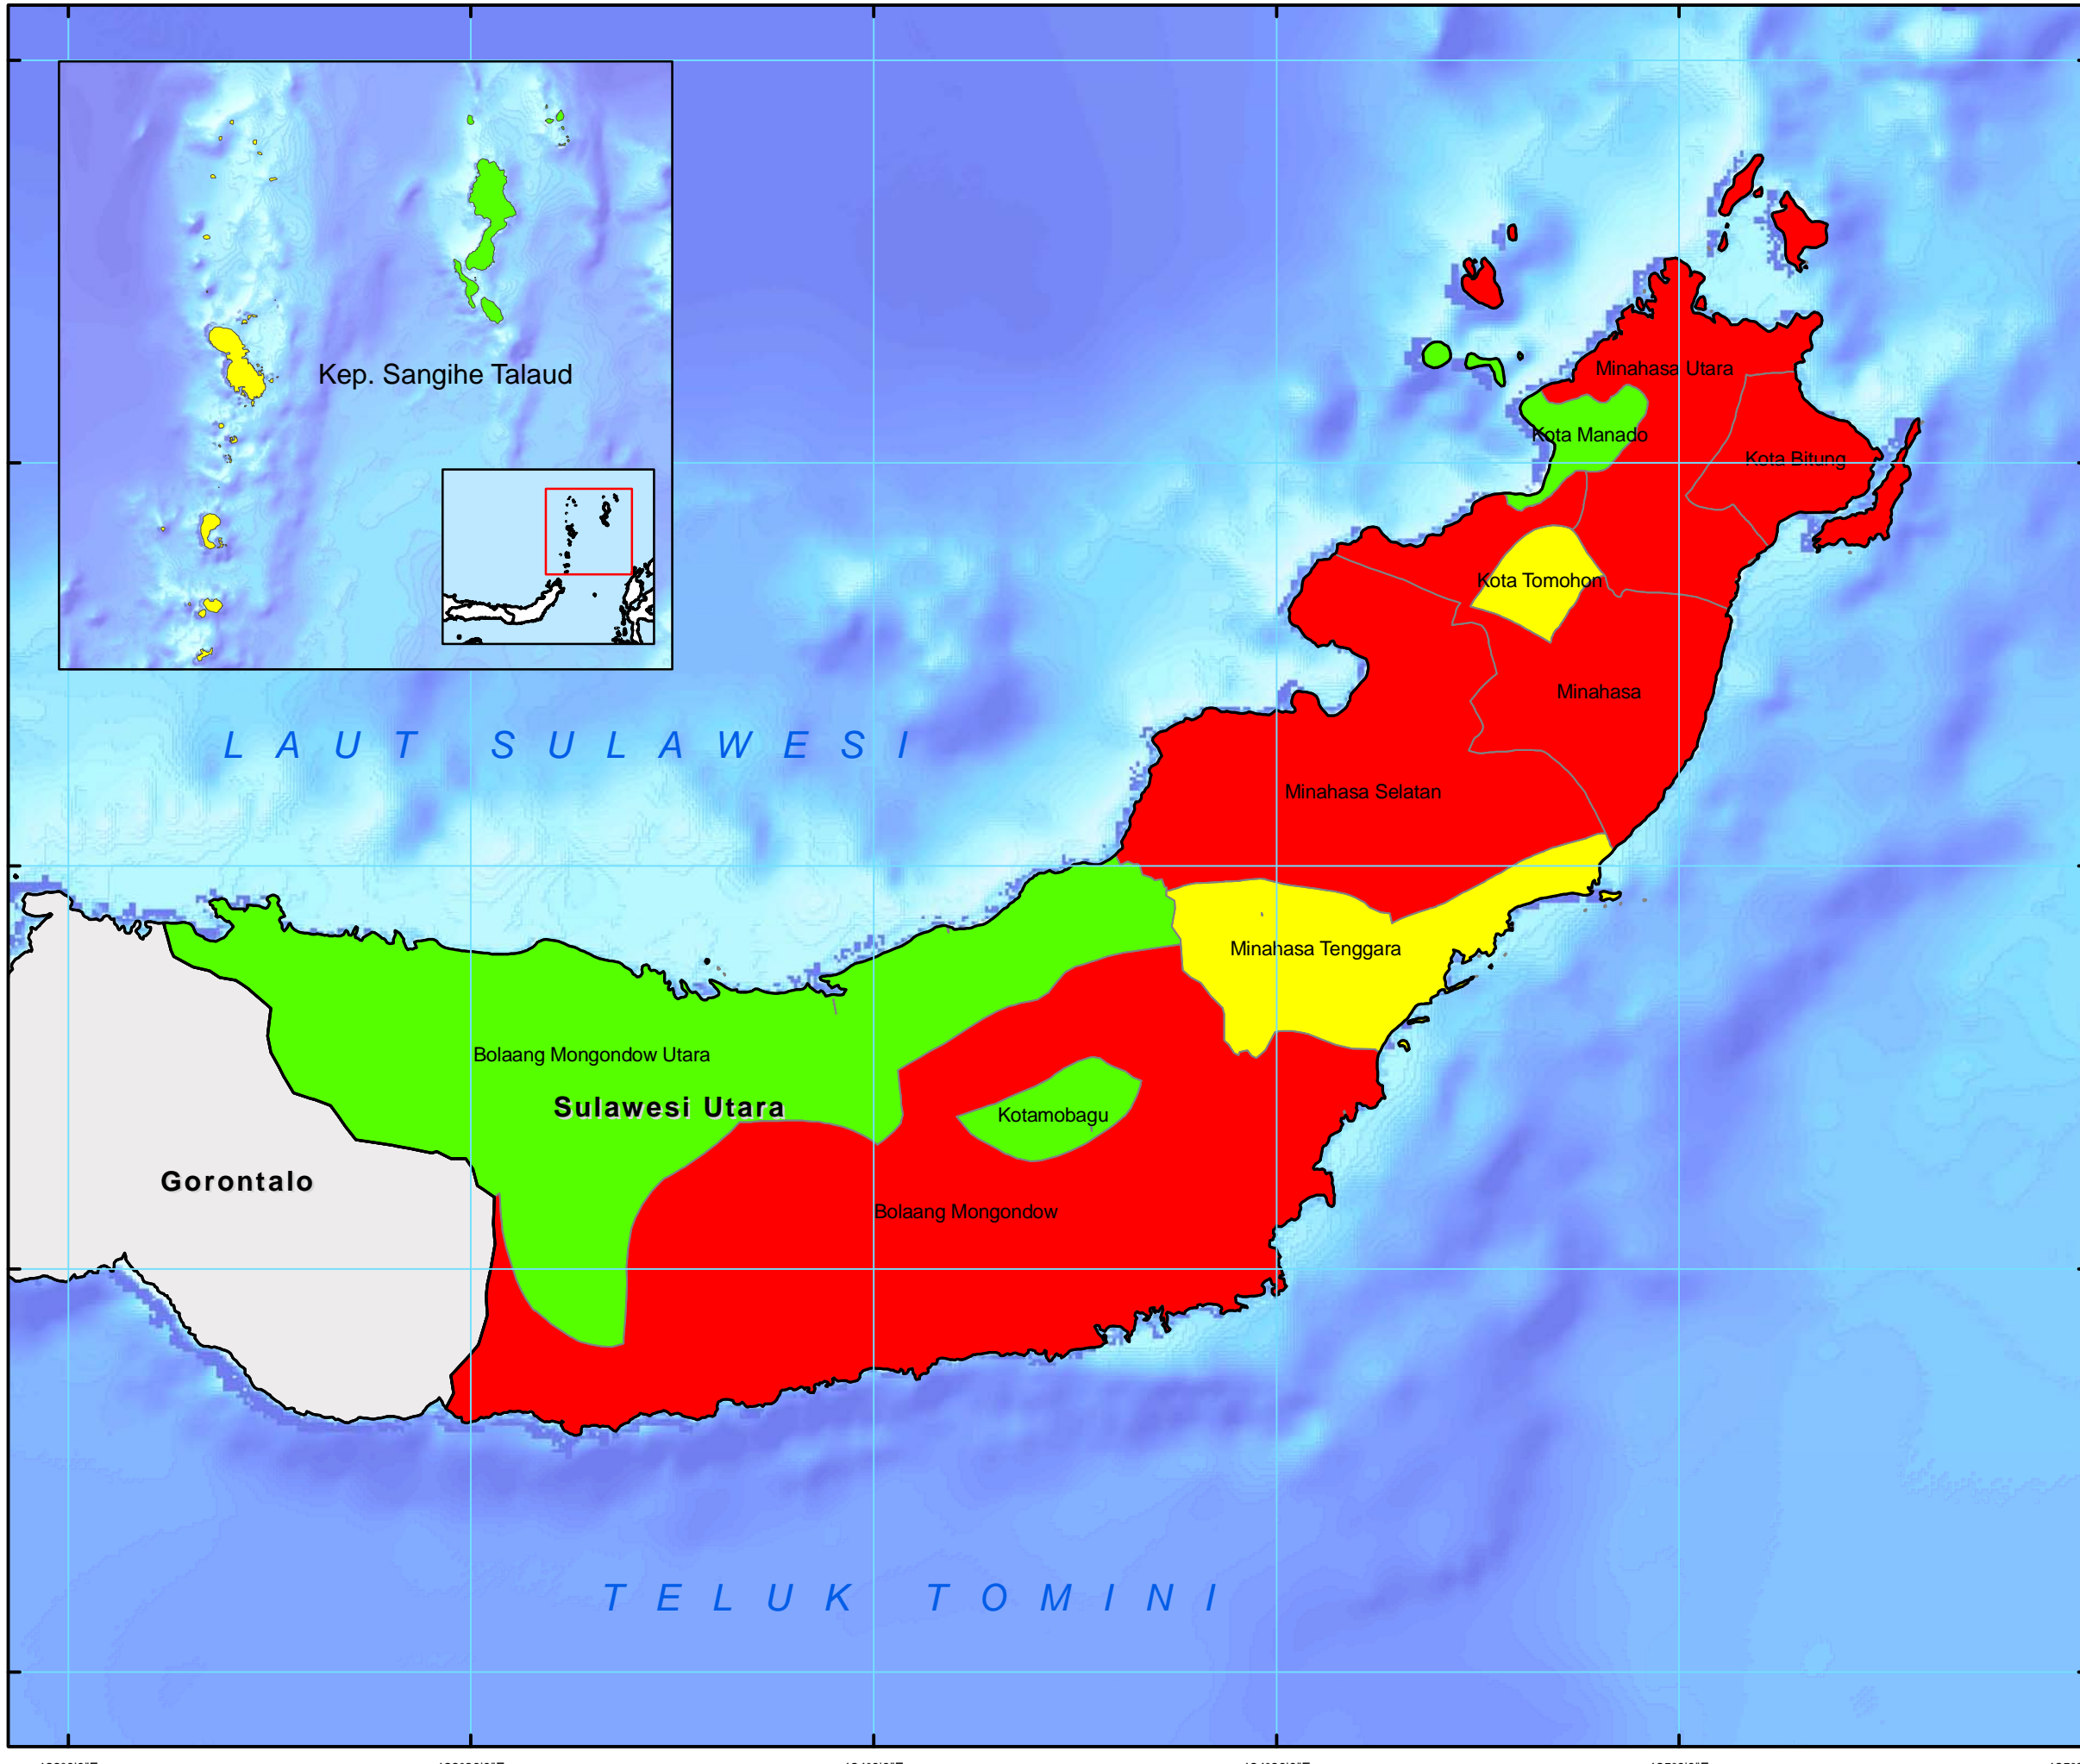 Kep. Sangihe Talaud
Minahasa Utara
Kota Manado
Kota Bitung
Kota Tomohon
Minahasa
LAUT SULAWESI
Minahasa Selatan
Minahasa Tenggara
Bolaang Mongondow Utara
Sulawesi Utara
Kotamobagu
Gorontalo
Bolaang Mongondow
TELUK TOMINI